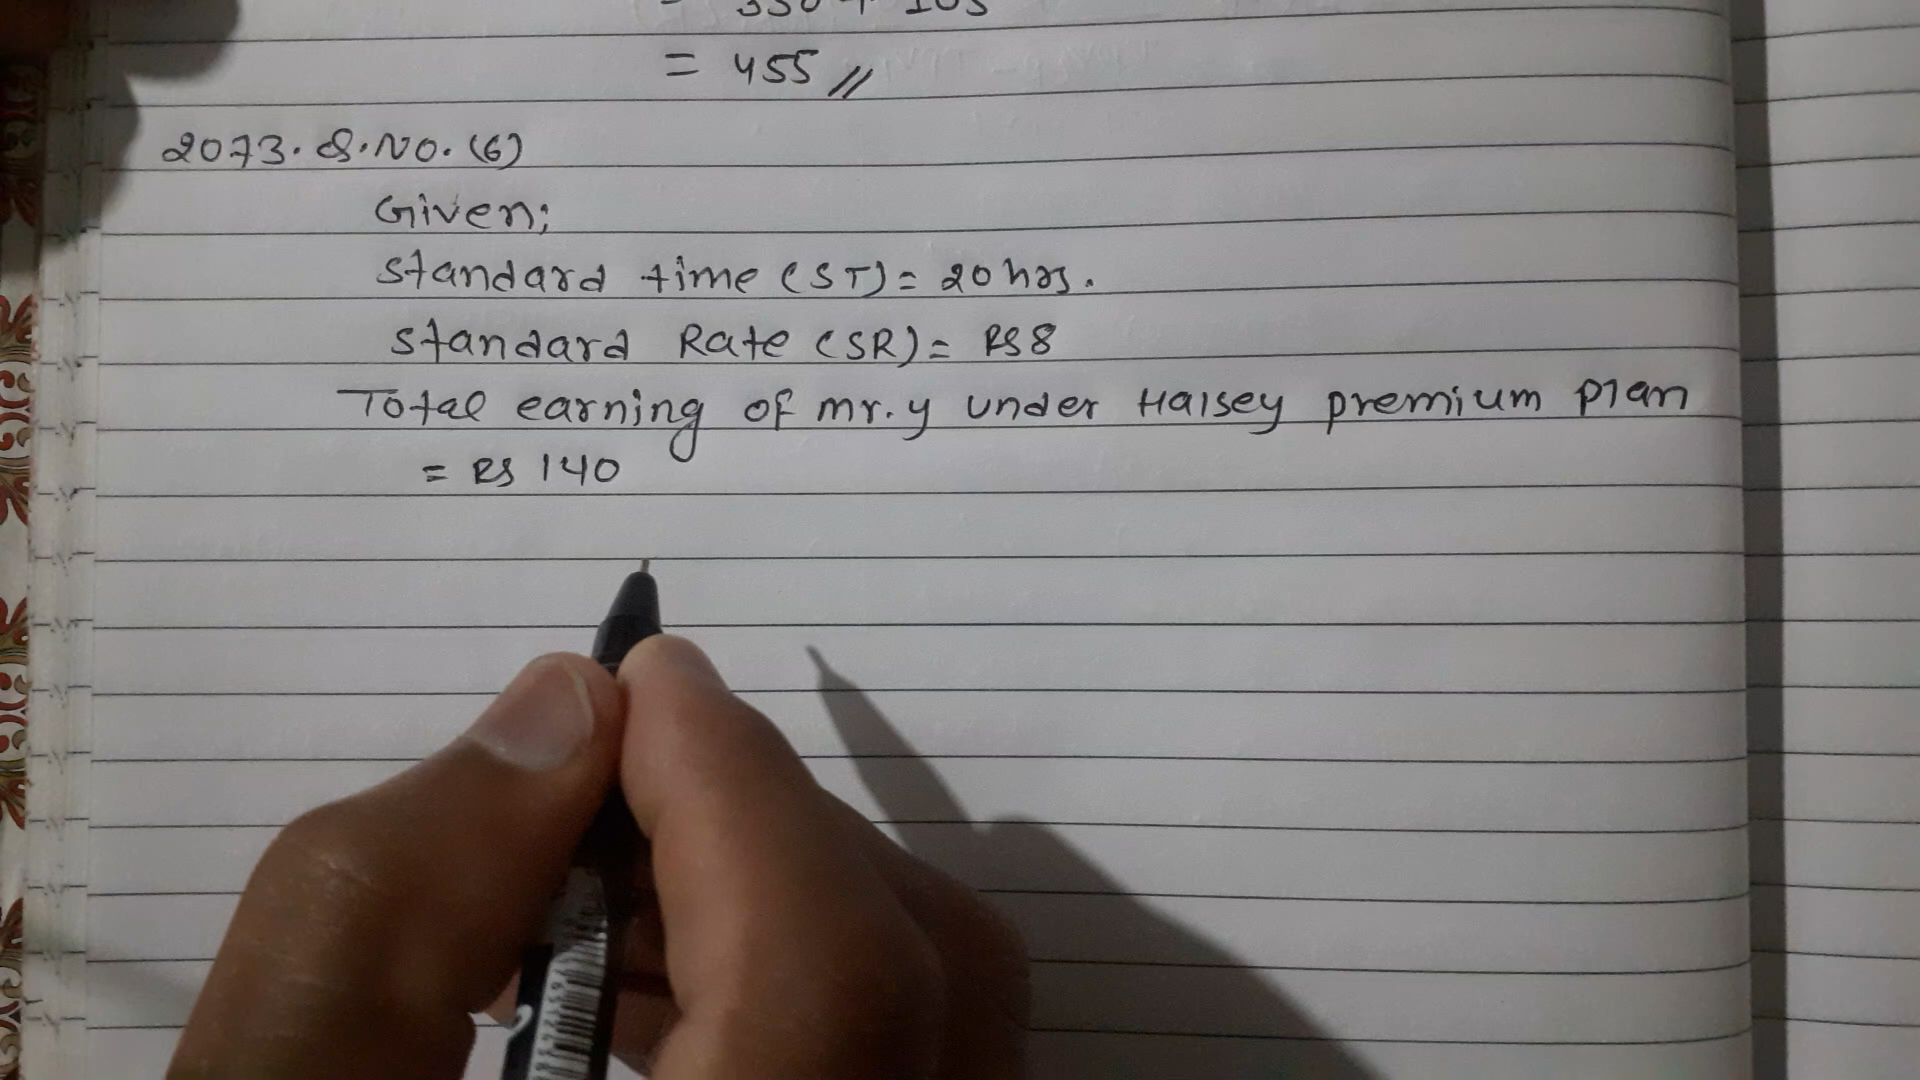 = 455 //
2073. Q.NO. (6)
Given;
Standard time (ST) = 20 hrs.
Standard Rate (SR) = RS 8
Total earning of mr. y under Halsey premium plan
= RS 140